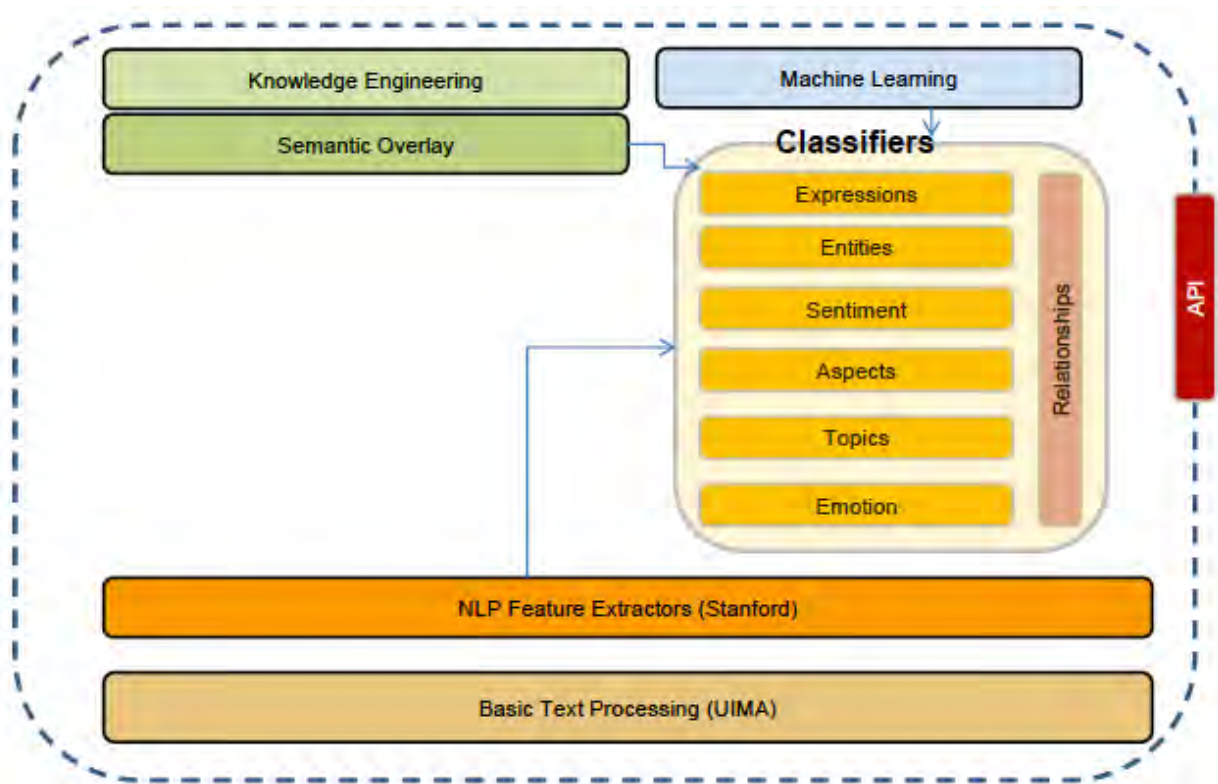 Knowledge Engineering
Machine Learning
Semantic Overlay
Classifiers
Expressions
Entities
Sentiment
Aspects
Topics
Emotion
Relationships
API
NLP Feature Extractors (Stanford)
Basic Text Processing (UIMA)